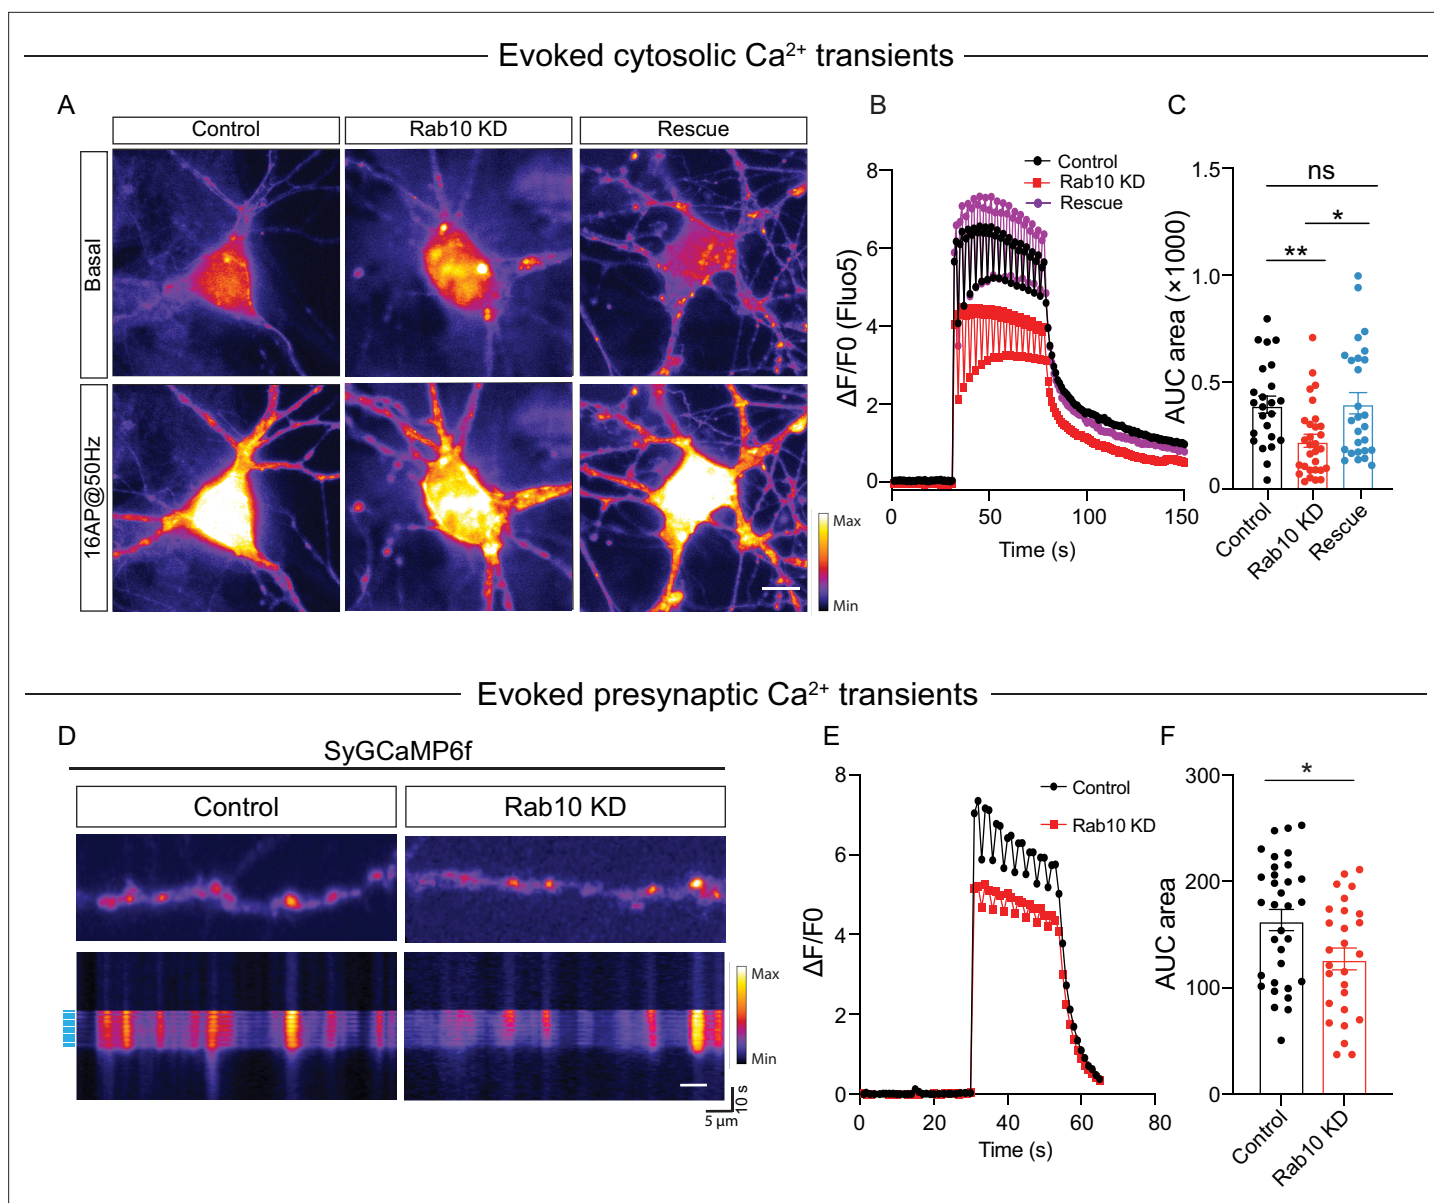 Evoked cytosolic Ca²⁺ transients
A
Control
Rab10 KD
Rescue
Basal
16AP@50Hz
Max
Min
B
Control
Rab10 KD
Rescue
8
6
4
2
0
ΔF/F0 (Fluo5)
0
50
100
150
Time (s)
C
ns
*
**
1.5
1.0
0.5
0
AUC area (×1000)
Control
Rab10 KD
Rescue
Evoked presynaptic Ca²⁺ transients
D
SyGCaMP6f
Control
Rab10 KD
Max
Min
10 s
5 µm
E
Control
Rab10 KD
8
6
4
2
0
ΔF/F0
0
20
40
60
80
Time (s)
F
*
300
200
100
0
AUC area
Control
Rab10 KD